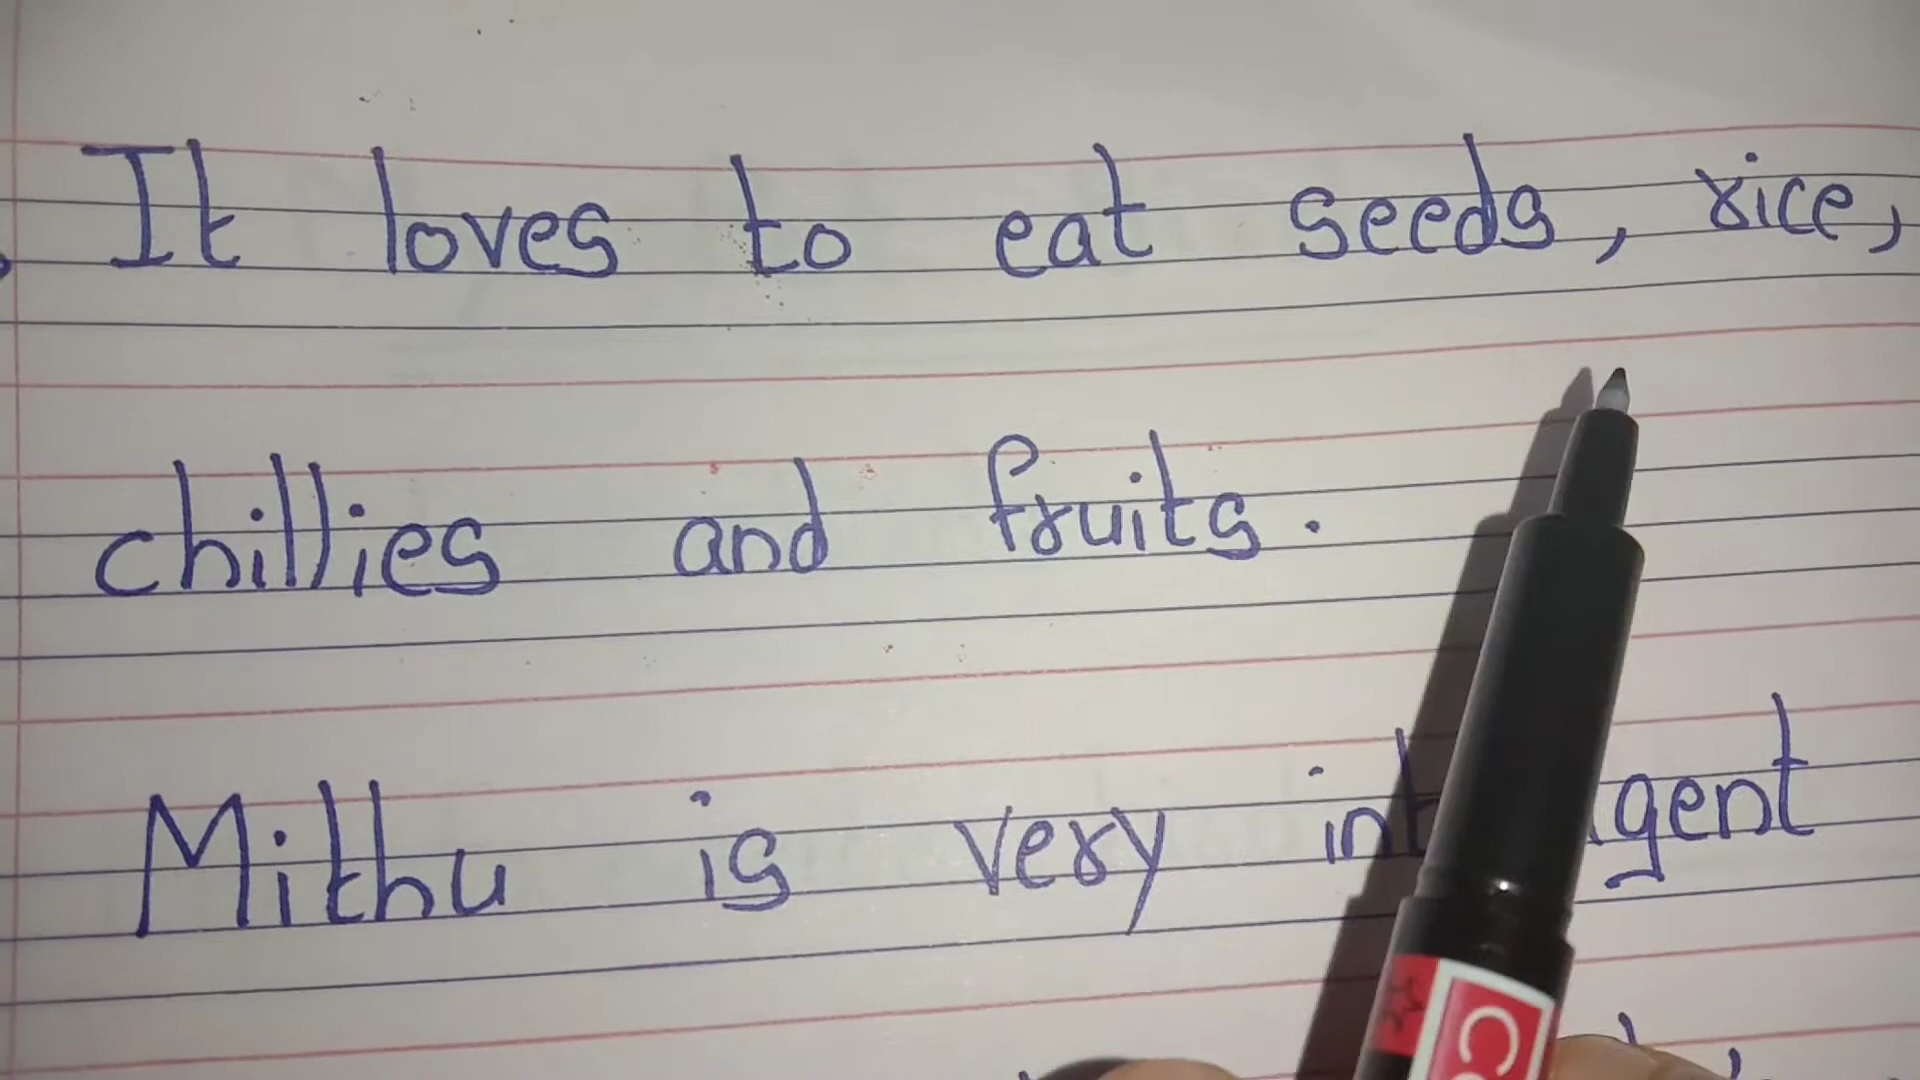 It loves to eat seeds, rice,
chillies and fruits.
Mithu is very